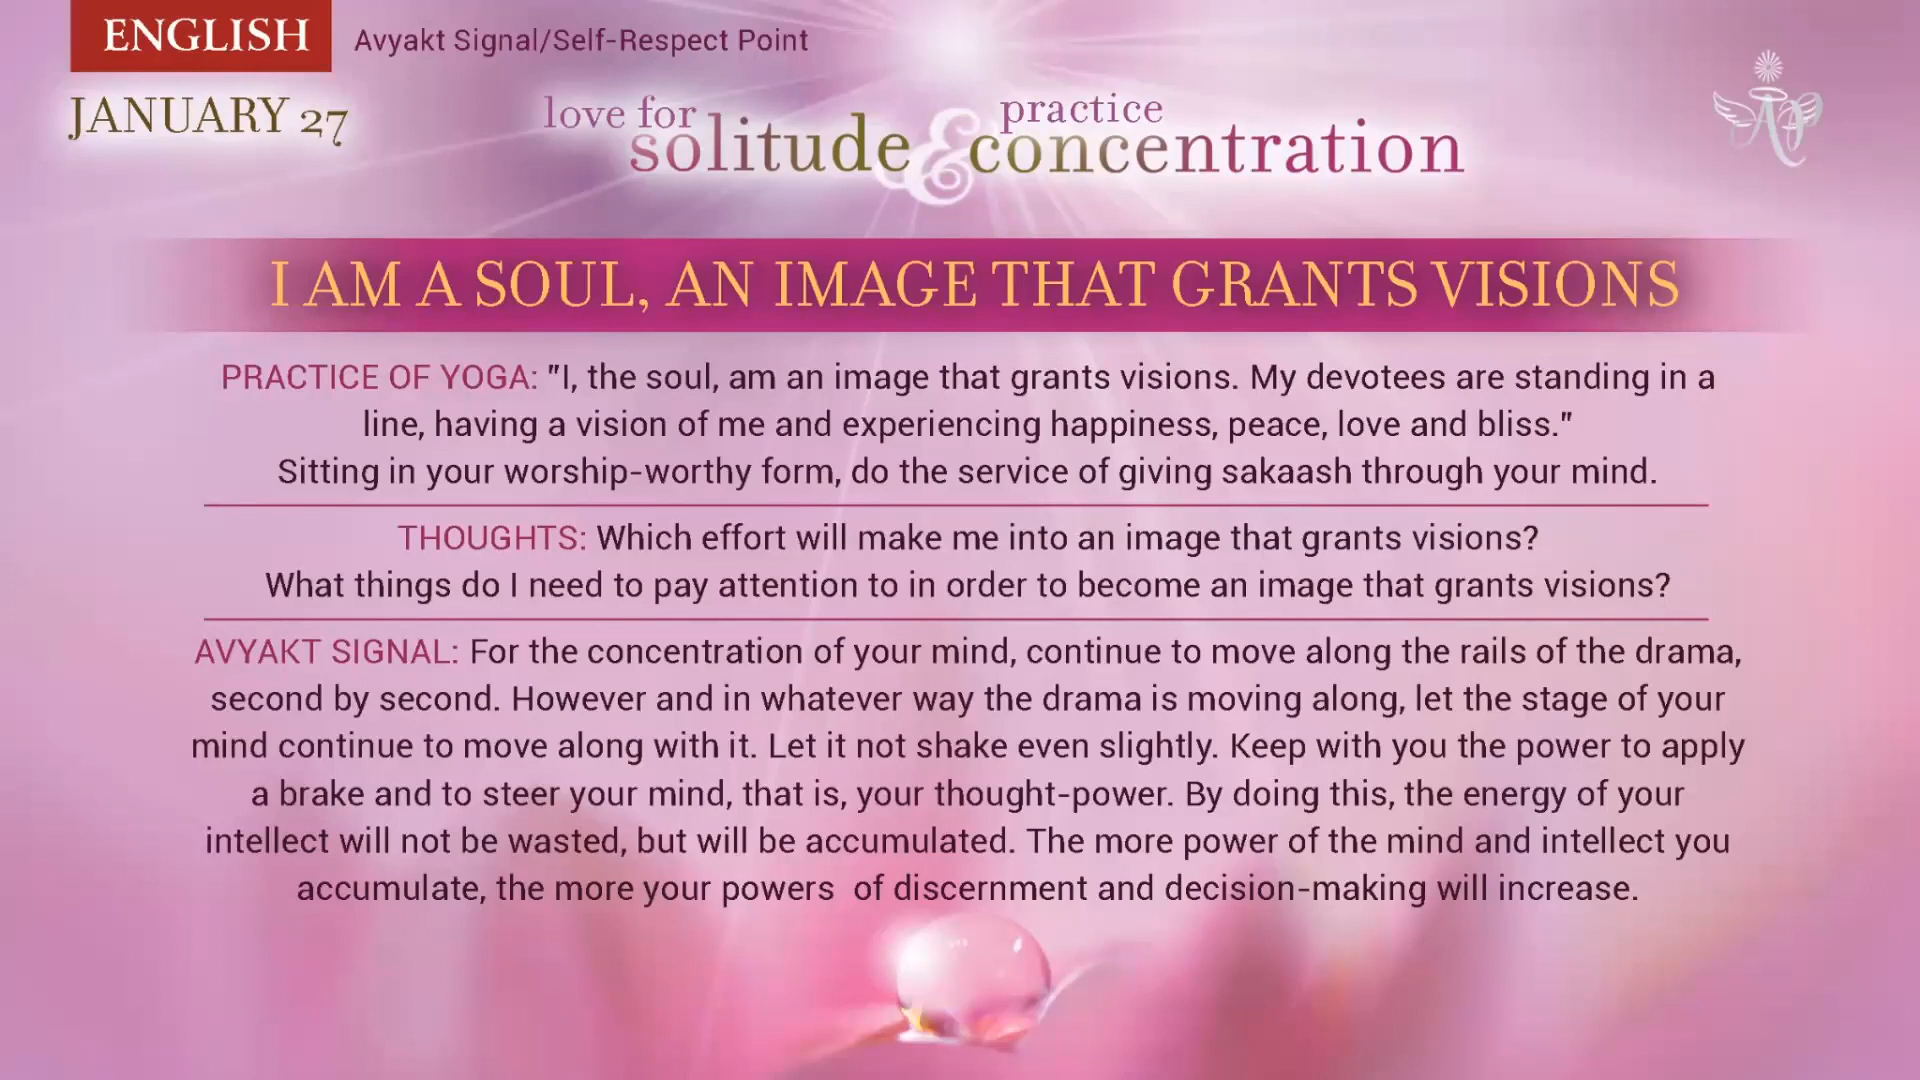 ENGLISH
Avyakt Signal/Self-Respect Point
JANUARY 27
love for
solitude & practice
concentration
I AM A SOUL, AN IMAGE THAT GRANTS VISIONS
PRACTICE OF YOGA: "I, the soul, am an image that grants visions. My devotees are standing in a
line, having a vision of me and experiencing happiness, peace, love and bliss."
Sitting in your worship-worthy form, do the service of giving sakaash through your mind.
THOUGHTS: Which effort will make me into an image that grants visions?
What things do I need to pay attention to in order to become an image that grants visions?
AVYAKT SIGNAL: For the concentration of your mind, continue to move along the rails of the drama,
second by second. However and in whatever way the drama is moving along, let the stage of your
mind continue to move along with it. Let it not shake even slightly. Keep with you the power to apply
a brake and to steer your mind, that is, your thought-power. By doing this, the energy of your
intellect will not be wasted, but will be accumulated. The more power of the mind and intellect you
accumulate, the more your powers  of discernment and decision-making will increase.
AP